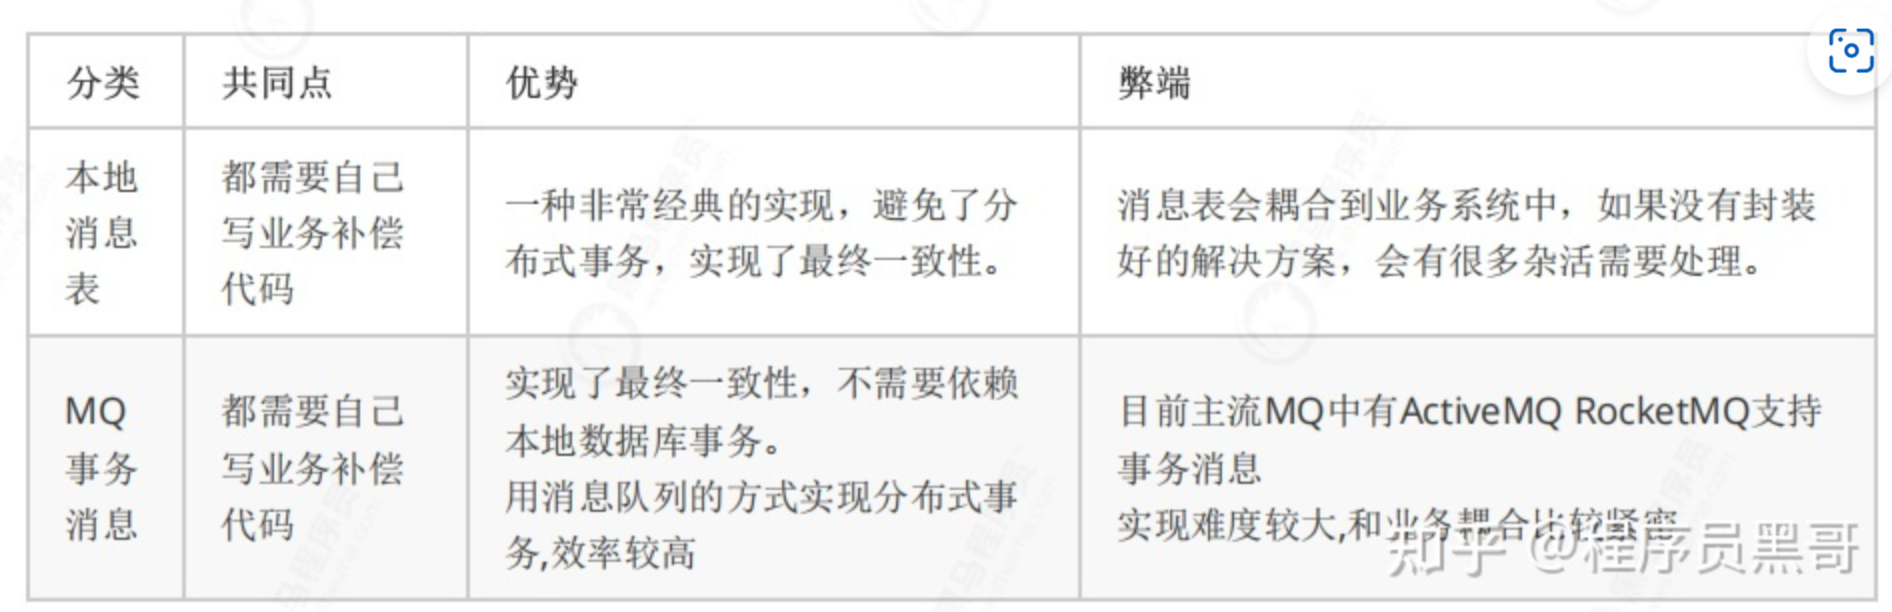 分类
共同点
优势
弊端
本地
消息
表
都需要自己
写业务补偿
代码
一种非常经典的实现，避免了分
布式事务，实现了最终一致性。
消息表会耦合到业务系统中，如果没有封装
好的解决方案，会有很多杂活需要处理。
MQ
事务
消息
都需要自己
写业务补偿
代码
实现了最终一致性，不需要依赖
本地数据库事务。
用消息队列的方式实现分布式事
务,效率较高
目前主流MQ中有ActiveMQ RocketMQ支持
事务消息
实现难度较大,和业务耦合比较紧密
知乎 @程序员黑哥